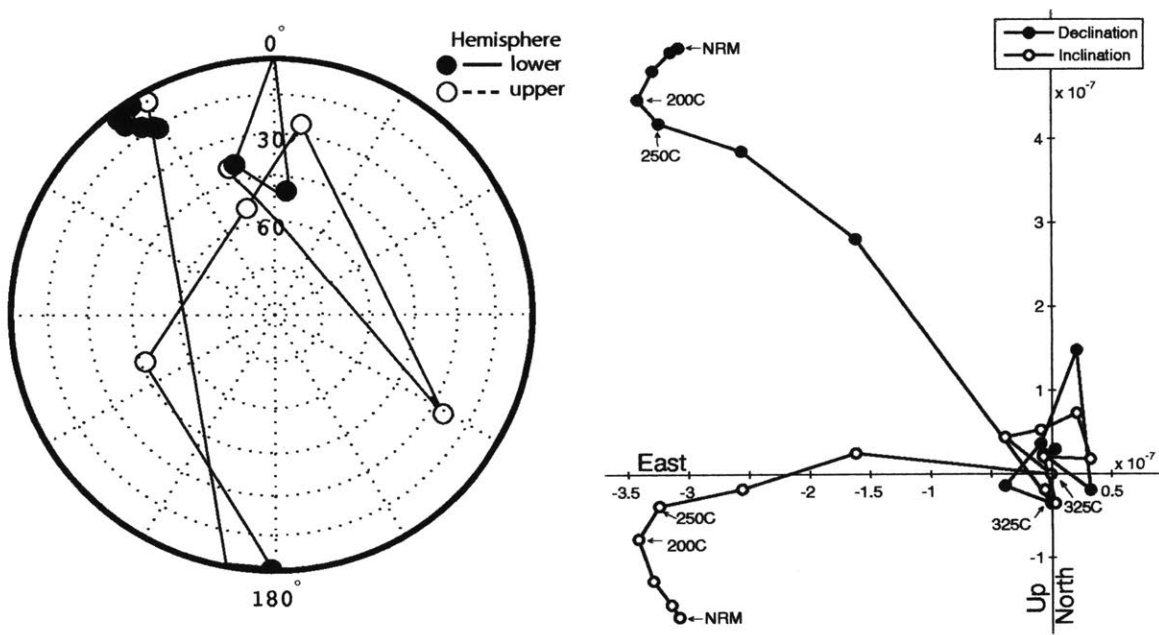 0°
Hemisphere
lower
upper
30
60
180°
Declination
Inclination
x 10⁻⁷
NRM
200C
250C
4
3
2
1
East
x 10⁻⁷
-3.5
-3
-2.5
-2
-1.5
-1
-0.5
0.5
250C
200C
NRM
325C
325C
-1
Up
North